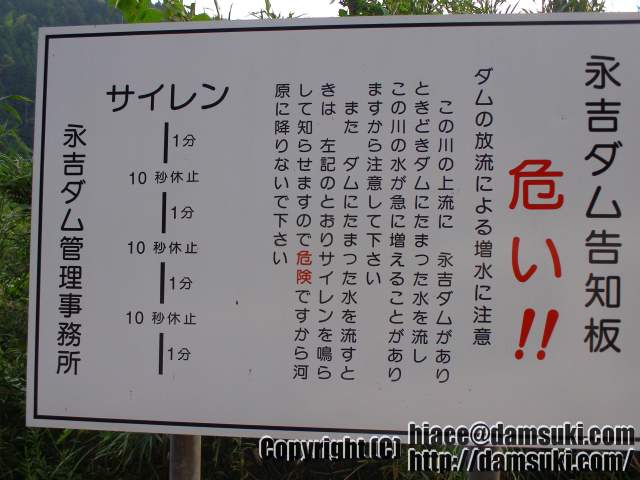 永吉ダム告知板
危い!!
ダムの放流による増水に注意
この川の上流に 永吉ダムがあり
ときどきダムにたまった水を流し
この川の水が急に増えることがあり
ますから注意して下さい
また ダムにたまった水を流すと
きは 左記のとおりサイレンを鳴ら
して知らせますので危険ですから河
原に降りないで下さい
サイレン
1分
10秒休止
1分
10秒休止
1分
10秒休止
1分
永吉ダム管理事務所
Copyright (C) hiace@damsuki.com
http://damsuki.com/